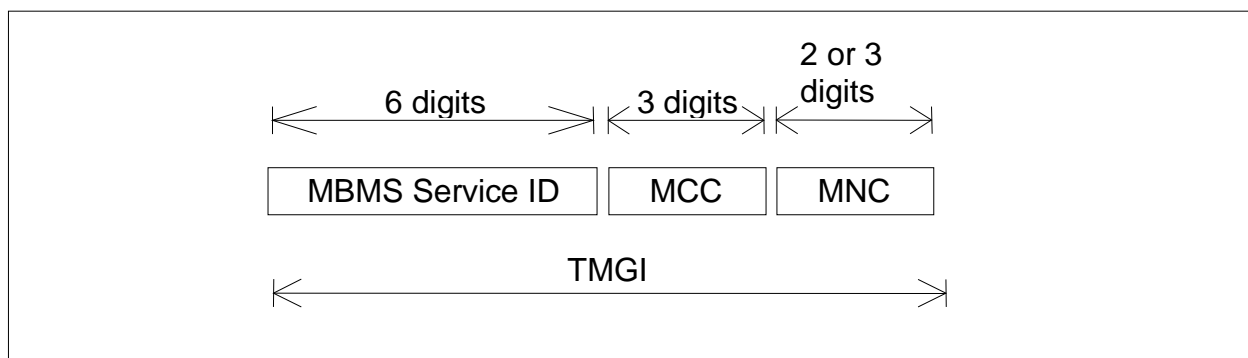 2 or 3
digits
6 digits
3 digits
MBMS Service ID
MCC
MNC
TMGI